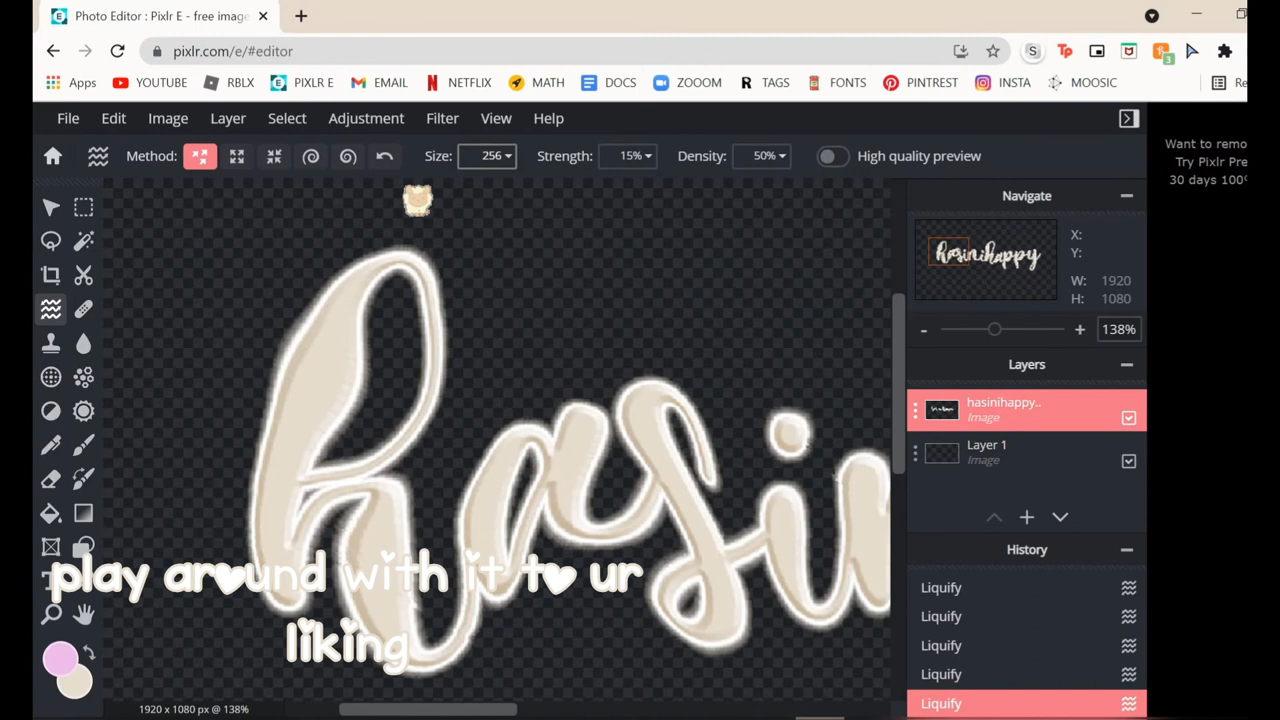 Photo Editor : Pixlr E - free image
pixlr.com/e/#editor
3
Apps YOUTUBE RBLX PIXLR E EMAIL NETFLIX MATH DOCS ZOOOM TAGS FONTS PINTREST INSTA MOOSIC
File Edit Image Layer Select Adjustment Filter View Help
Method: Size: 256 Strength: 15% Density: 50% High quality preview
Want to remo
Try Pixlr Pre
30 days 100%
Navigate
hasinihappy
X:
Y:
W: 1920
H: 1080
- + 138%
Layers
hasinihappy..
Image
Layer 1
Image
History
Liquify
Liquify
Liquify
Liquify
Liquify
hasin
play around with it to ur
liking
1920 x 1080 px @ 138%